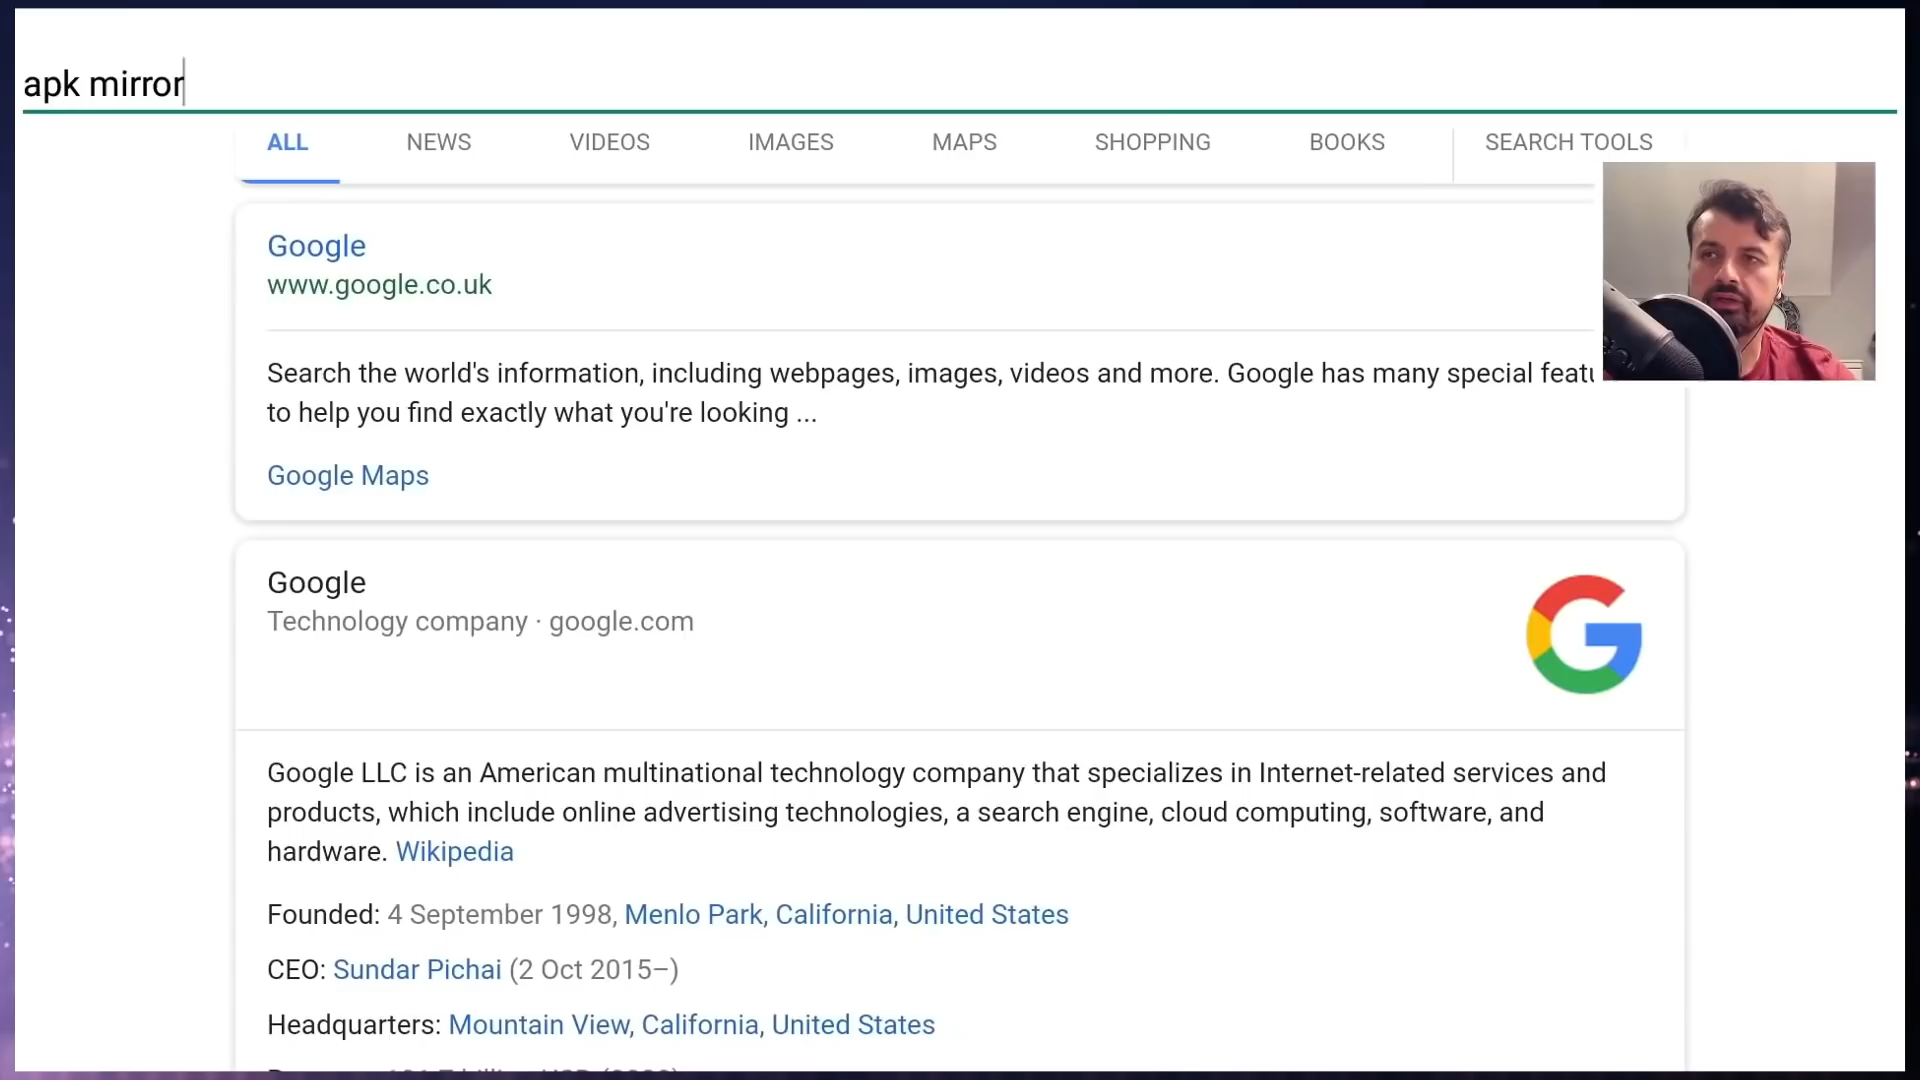 apk mirror
ALL NEWS VIDEOS IMAGES MAPS SHOPPING BOOKS SEARCH TOOLS
Google
www.google.co.uk
Search the world's information, including webpages, images, videos and more. Google has many special
to help you find exactly what you're looking ...
Google Maps
Google
Technology company · google.com
Google LLC is an American multinational technology company that specializes in Internet-related services and
products, which include online advertising technologies, a search engine, cloud computing, software, and
hardware. Wikipedia
Founded: 4 September 1998, Menlo Park, California, United States
CEO: Sundar Pichai (2 Oct 2015–)
Headquarters: Mountain View, California, United States